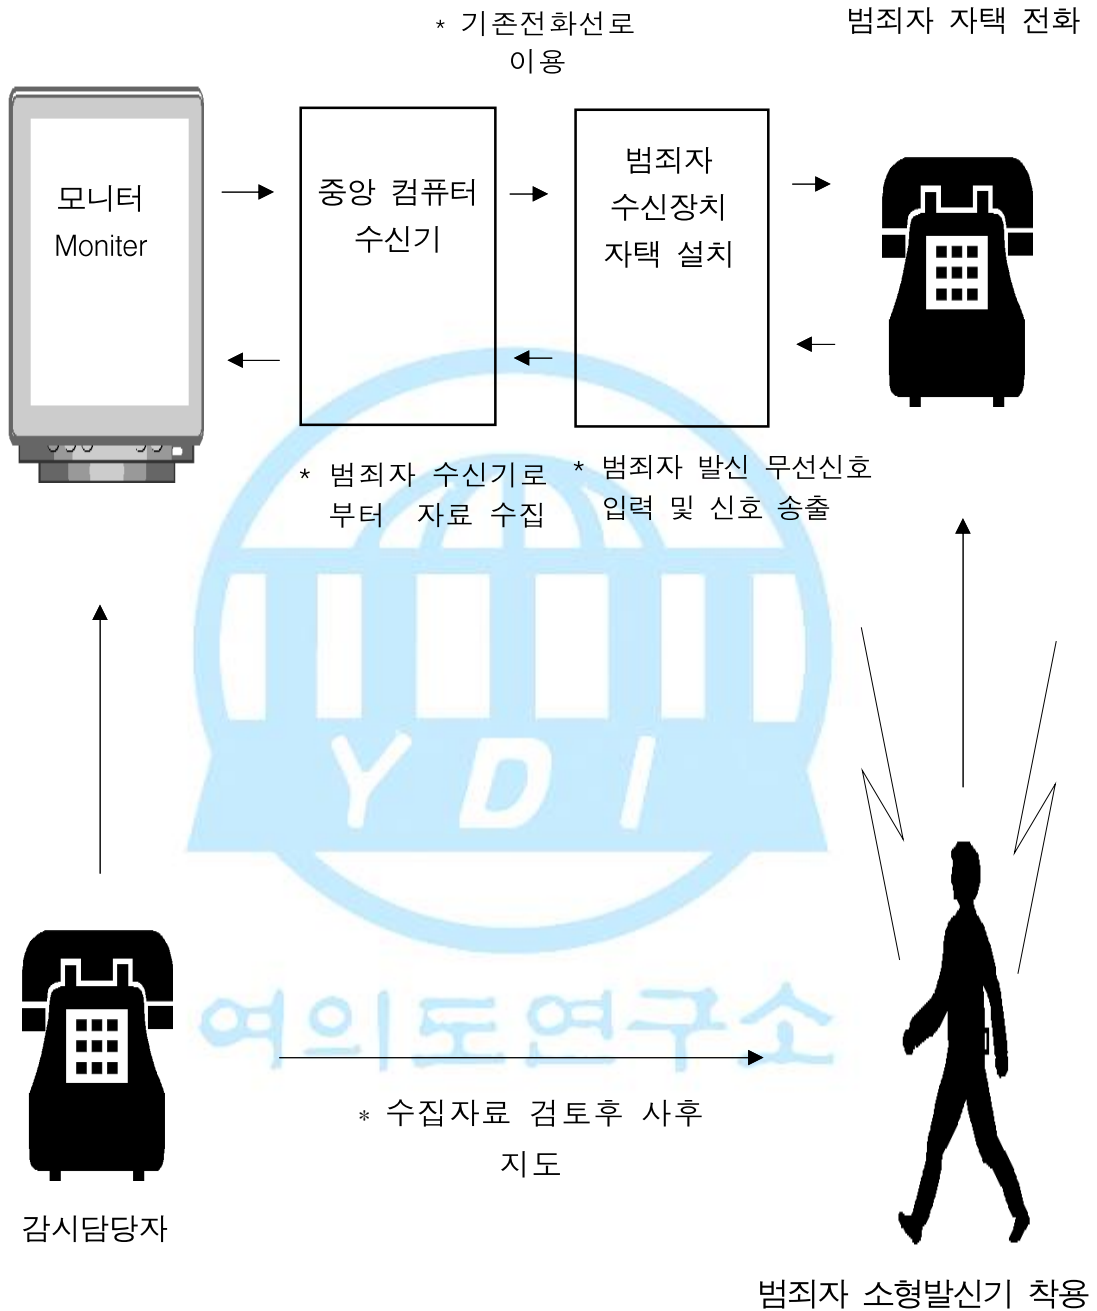 * 기존전화선로
이용
범죄자 자택 전화
모니터
Moniter
중앙 컴퓨터
수신기
범죄자
수신장치
자택 설치
* 범죄자 수신기로
부터 자료 수집
* 범죄자 발신 무선신호
입력 및 신호 송출
YDI
여의도연구소
* 수집자료 검토후 사후
지도
감시담당자
범죄자 소형발신기 착용